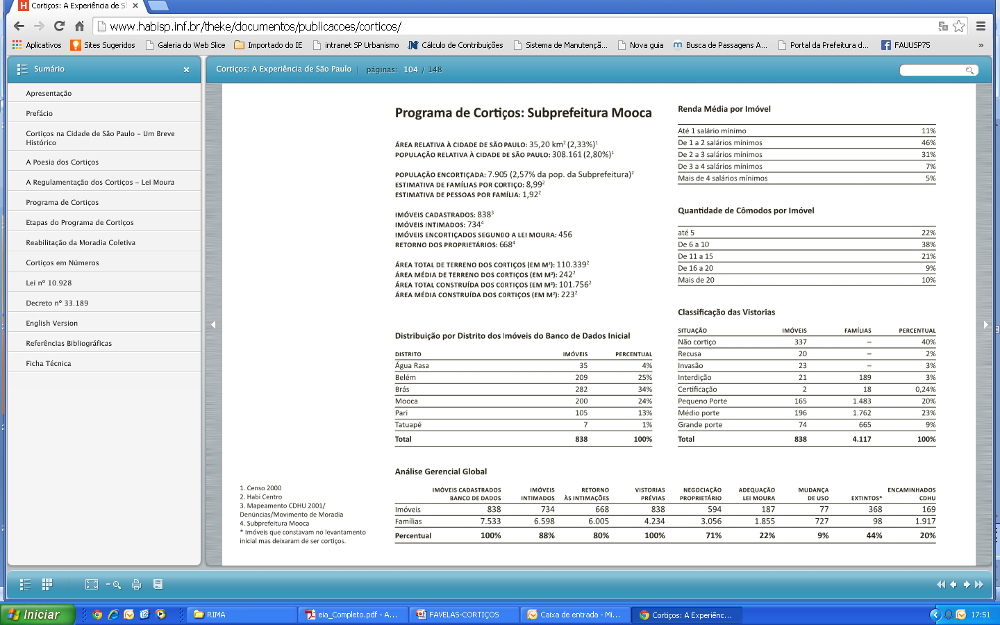 Cortiços: A Experiência de S
www.habisp.inf.br/theke/documentos/publicacoes/corticos/
Aplicativos
Sites Sugeridos
Galeria do Web Slice
Importado do IE
intranet SP Urbanismo
Cálculo de Contribuições
Sistema de Manutençã...
Nova guia
Busca de Passagens A...
Portal da Prefeitura d...
FAUUSP75
»
Sumário
Apresentação
Prefácio
Cortiços na Cidade de São Paulo – Um Breve
Histórico
A Poesia dos Cortiços
A Regulamentação dos Cortiços – Lei Moura
Programa de Cortiços
Etapas do Programa de Cortiços
Reabilitação da Moradia Coletiva
Cortiços em Números
Lei nº 10.928
Decreto nº 33.189
English Version
Referências Bibliográficas
Ficha Técnica
Cortiços: A Experiência de São Paulo | páginas: 104 / 148
Programa de Cortiços: Subprefeitura Mooca
ÁREA RELATIVA À CIDADE DE SÃO PAULO: 35,20 km² (2,33%)¹
POPULAÇÃO RELATIVA À CIDADE DE SÃO PAULO: 308.161 (2,80%)¹
POPULAÇÃO ENCORTIÇADA: 7.905 (2,57% da pop. da Subprefeitura)²
ESTIMATIVA DE FAMÍLIAS POR CORTIÇO: 8,99²
ESTIMATIVA DE PESSOAS POR FAMÍLIA: 1,92²
IMÓVEIS CADASTRADOS: 838³
IMÓVEIS INTIMADOS: 734⁴
IMÓVEIS ENCORTIÇADOS SEGUNDO A LEI MOURA: 456
RETORNO DOS PROPRIETÁRIOS: 668⁴
ÁREA TOTAL DE TERRENO DOS CORTIÇOS (EM M²): 110.339²
ÁREA MÉDIA DE TERRENO DOS CORTIÇOS (EM M²): 242²
ÁREA TOTAL CONSTRUÍDA DOS CORTIÇOS (EM M²): 101.756²
ÁREA MÉDIA CONSTRUÍDA DOS CORTIÇOS (EM M²): 223²
Distribuição por Distrito dos Imóveis do Banco de Dados Inicial
DISTRITO IMÓVEIS PERCENTUAL
Água Rasa 35 4%
Belém 209 25%
Brás 282 34%
Mooca 200 24%
Pari 105 13%
Tatuapé 7 1%
Total 838 100%
Renda Média por Imóvel
Até 1 salário mínimo 11%
De 1 a 2 salários mínimos 46%
De 2 a 3 salários mínimos 31%
De 3 a 4 salários mínimos 7%
Mais de 4 salários mínimos 5%
Quantidade de Cômodos por Imóvel
até 5 22%
De 6 a 10 38%
De 11 a 15 21%
De 16 a 20 9%
Mais de 20 10%
Classificação das Vistorias
SITUAÇÃO IMÓVEIS FAMÍLIAS PERCENTUAL
Não cortiço 337 – 40%
Recusa 20 – 2%
Invasão 23 – 3%
Interdição 21 189 3%
Certificação 2 18 0,24%
Pequeno Porte 165 1.483 20%
Médio porte 196 1.762 23%
Grande porte 74 665 9%
Total 838 4.117 100%
Análise Gerencial Global
IMÓVEIS CADASTRADOS IMÓVEIS RETORNO VISTORIAS NEGOCIAÇÃO ADEQUAÇÃO MUDANÇA ENCAMINHADOS
BANCO DE DADOS INTIMADOS ÀS INTIMAÇÕES PRÉVIAS PROPRIETÁRIO LEI MOURA DE USO EXTINTOS* CDHU
Imóveis 838 734 668 838 594 187 77 368 169
Famílias 7.533 6.598 6.005 4.234 3.056 1.855 727 98 1.917
Percentual 100% 88% 80% 100% 71% 22% 9% 44% 20%
1. Censo 2000
2. Habi Centro
3. Mapeamento CDHU 2001/
Denúncias/Movimento de Moradia
4. Subprefeitura Mooca
* Imóveis que constavam no levantamento
inicial mas deixaram de ser cortiços.
Iniciar
RIMA
eia_Completo.pdf - A...
FAVELAS-CORTIÇOS
Caixa de entrada - Mi...
Cortiços: A Experiênc...
17:51